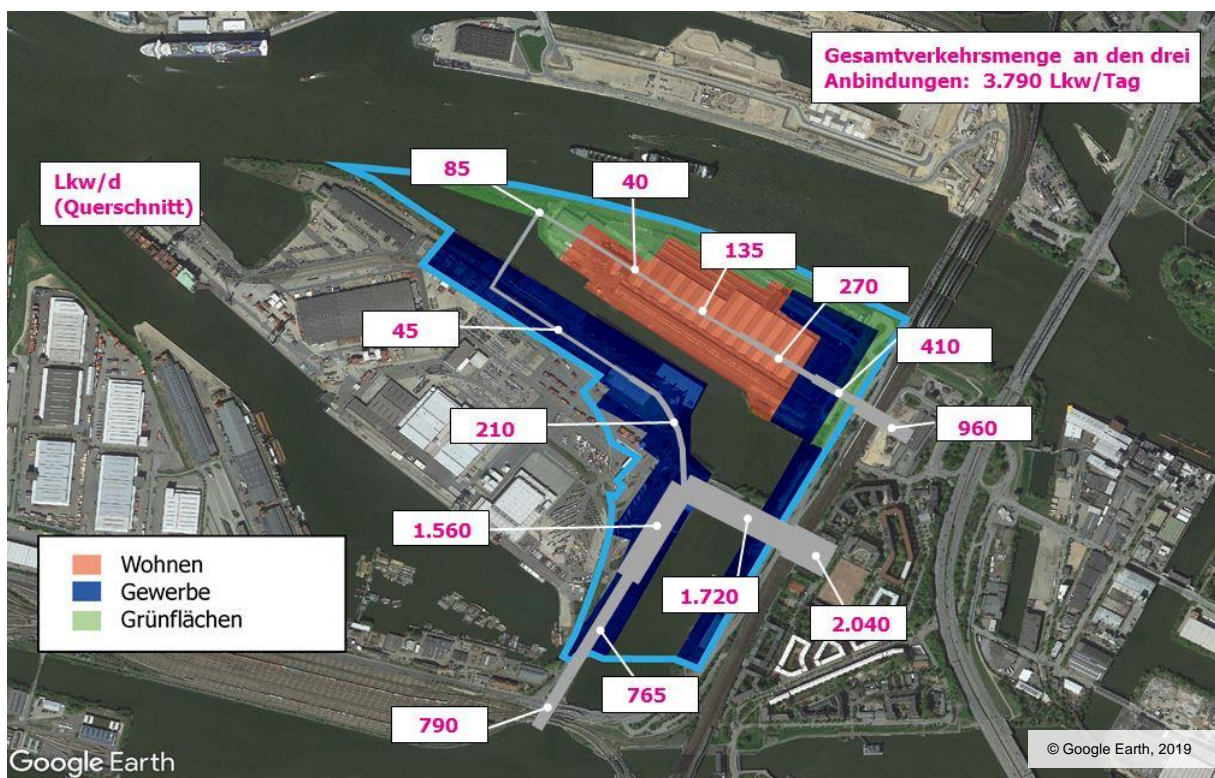 Gesamtverkehrsmenge an den drei
Anbindungen: 3.790 Lkw/Tag
Lkw/d
(Querschnitt)
85
40
135
270
45
410
210
960
1.560
1.720
2.040
765
790
Wohnen
Gewerbe
Grünflächen
Google Earth
© Google Earth, 2019